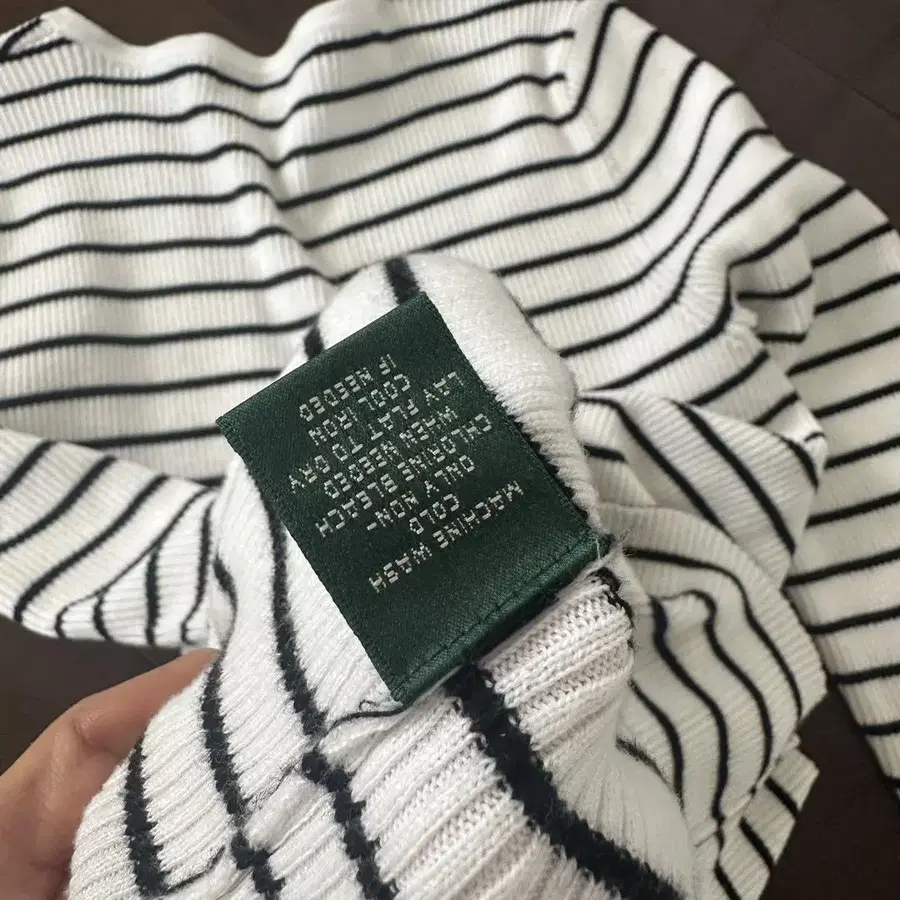 MACHINE WASH
COLD
ONLY NON-
CHLORINE BLEACH
WHEN NEEDED
LAY FLAT TO DRY
COOL IRON
IF NEEDED